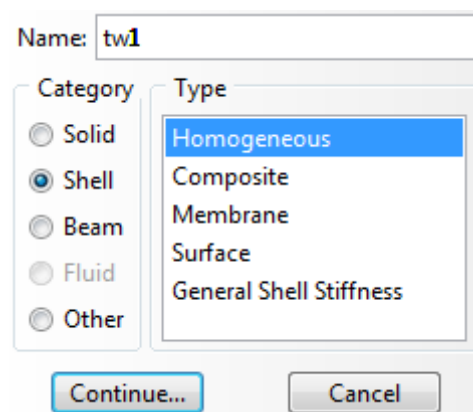 Name: tw1
Category
Solid
Shell
Beam
Fluid
Other
Type
Homogeneous
Composite
Membrane
Surface
General Shell Stiffness
Continue... Cancel